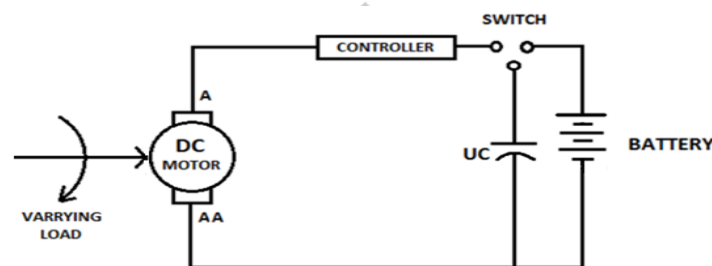 SWITCH
CONTROLLER
A
DC
MOTOR
UC
BATTERY
AA
VARRYING
LOAD